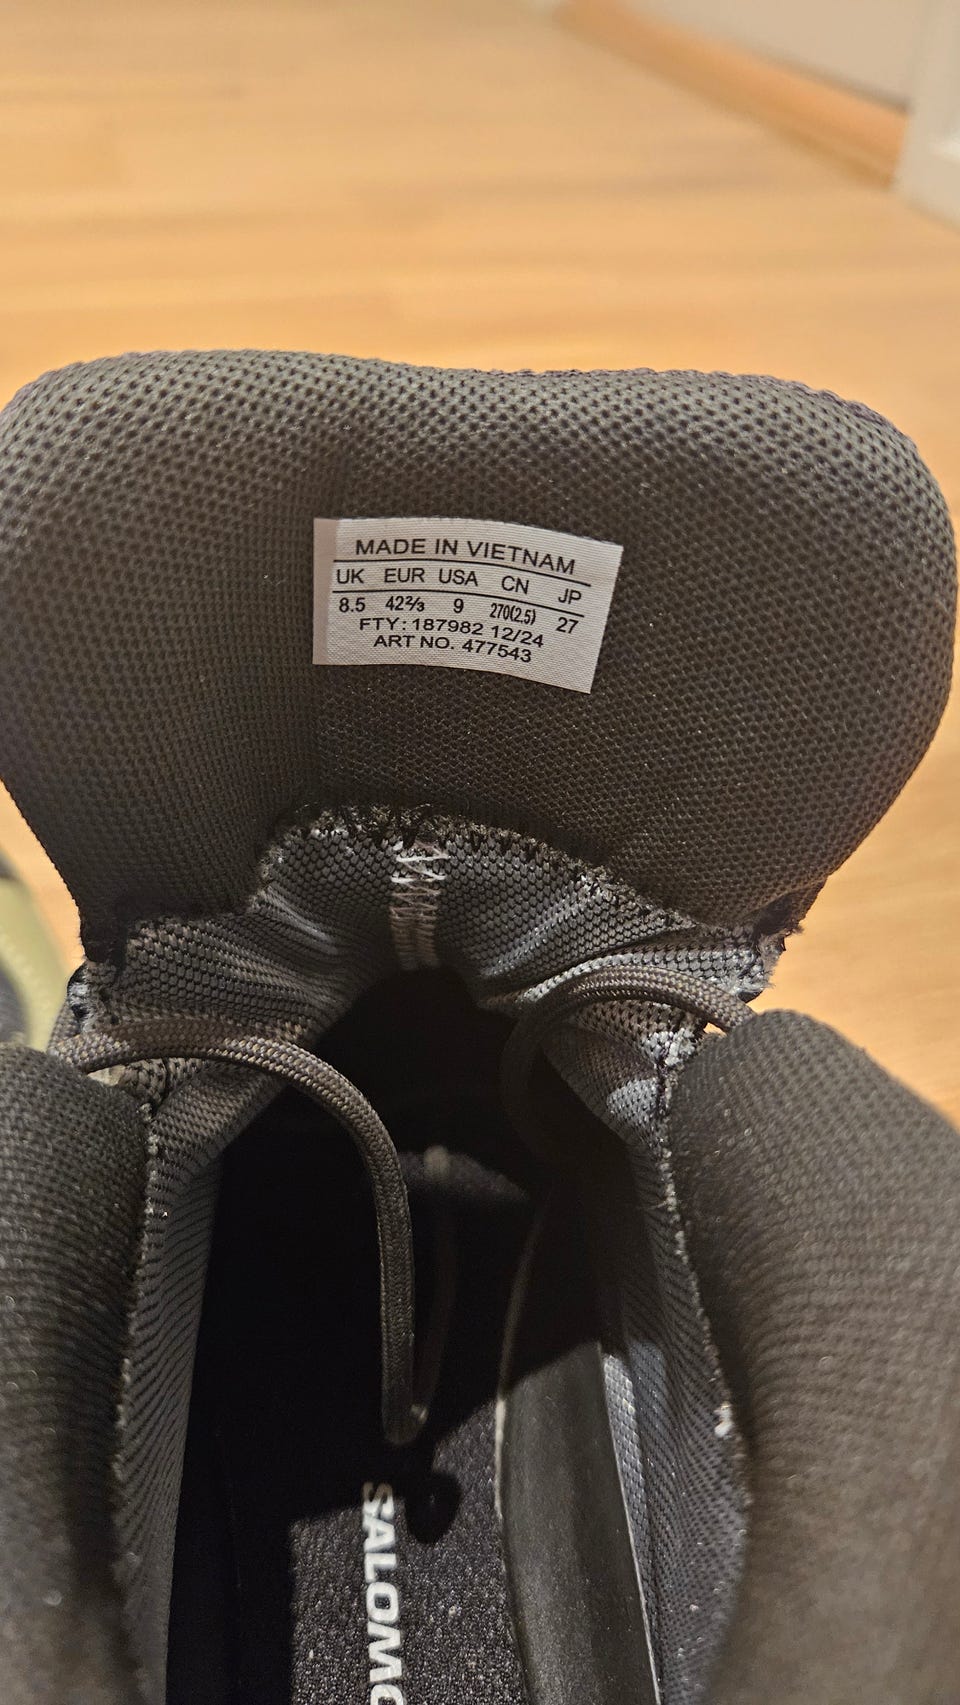 MADE IN VIETNAM
UK EUR USA CN JP
8.5 42⅔ 9 270(2.5) 27
FTY: 187982 12/24
ART NO. 477543
SALOMO